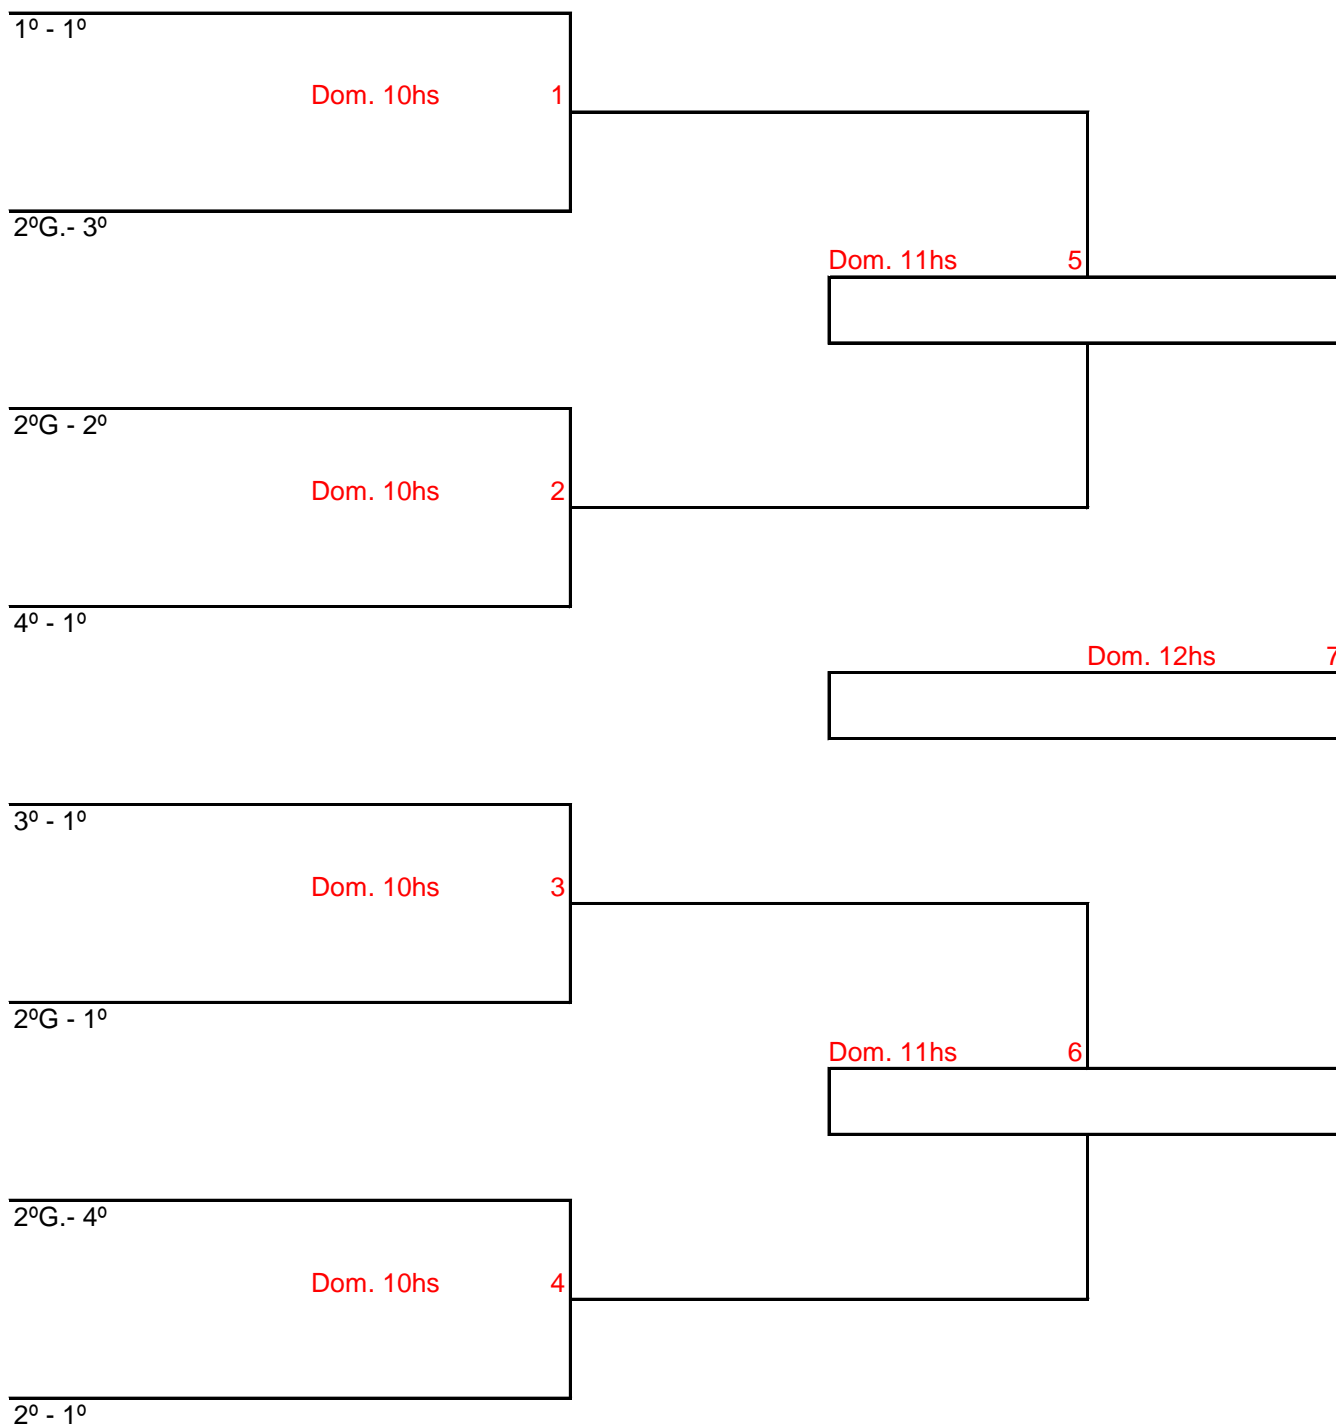 1º - 1º
Dom. 10hs 1
2ºG.- 3º
Dom. 11hs 5
2ºG - 2º
Dom. 10hs 2
4º - 1º
Dom. 12hs 7
3º - 1º
Dom. 10hs 3
2ºG - 1º
Dom. 11hs 6
2ºG.- 4º
Dom. 10hs 4
2º - 1º